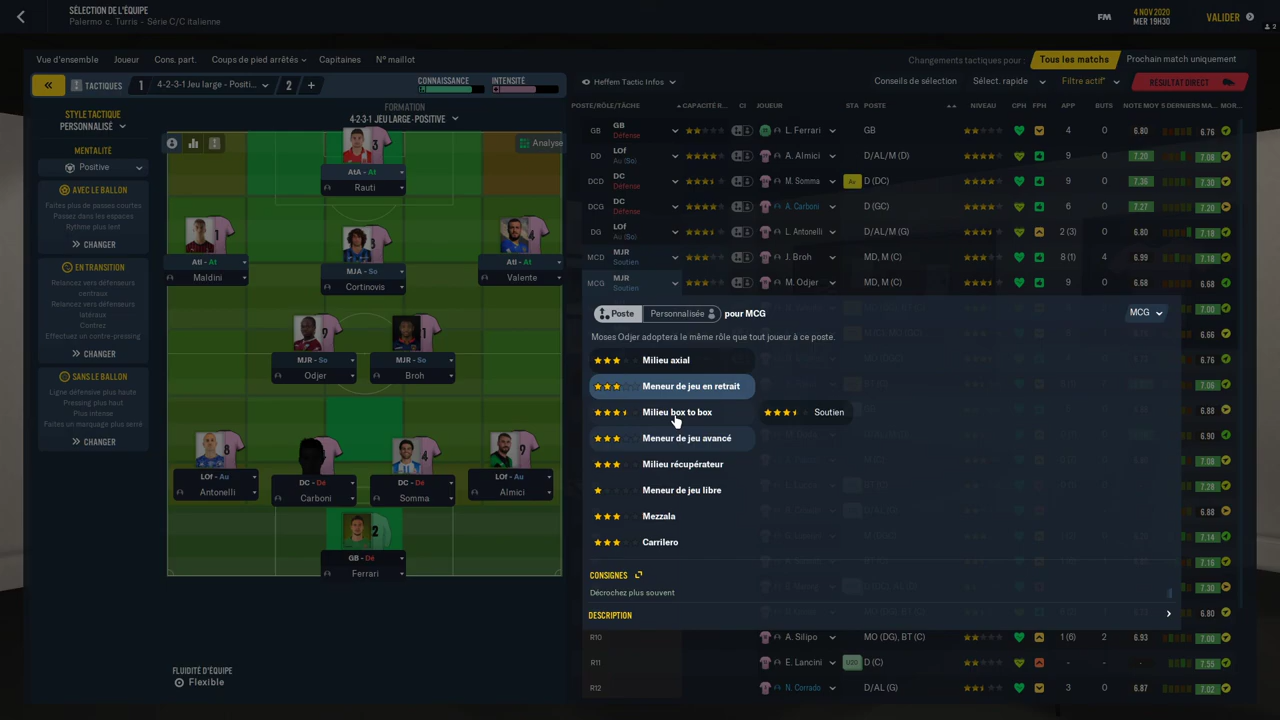 SÉLECTION DE L'ÉQUIPE
Palermo c. Turris - Série C/C italienne
FM
4 NOV 2020
MER 19H30
VALIDER
2
Vue d'ensemble Joueur Cons. part. Coups de pied arrêtés Capitaines N° maillot
Changements tactiques pour :
Tous les matchs
Prochain match uniquement
TACTIQUES 1 4-2-3-1 Jeu large - Positi... 2 +
CONNAISSANCE
INTENSITÉ
Heffem Tactic Infos
Conseils de sélection Sélect. rapide Filtre actif*
RÉSULTAT DIRECT
STYLE TACTIQUE
PERSONNALISÉ
MENTALITÉ
Positive
AVEC LE BALLON
Faites plus de passes courtes
Passez dans les espaces
Rythme plus lent
CHANGER
EN TRANSITION
Relancez vers défenseurs
centraux
Relancez vers défenseurs
latéraux
Contrez
Effectuez un contre-pressing
CHANGER
SANS LE BALLON
Ligne défensive plus haute
Pressing plus haut
Plus intense
Faites un marquage plus serré
CHANGER
FORMATION
4-2-3-1 JEU LARGE - POSITIVE
Analyse
AtA - At
Rauti
AtI - At
Maldini
MJA - So
Cortinovis
AtI - At
Valente
MJR - So
Odjer
MJR - So
Broh
LOf - Au
Antonelli
DC - Dé
Carboni
DC - Dé
Somma
LOf - Au
Almici
GB - Dé
Ferrari
FLUIDITÉ D'ÉQUIPE
Flexible
POSTE/RÔLE/TÂCHE CAPACITÉ R... CI JOUEUR STA POSTE NIVEAU CPH FPH APP BUTS NOTE MOY 5 DERNIERS MA... MOR...
GB GB Défense L. Ferrari GB 4 0 6.80 6.76
DD LOf Au (So) A. Almici D/AL/M (D) 9 0 7.20 7.08
DCD DC Défense M. Somma Av D (DC) 9 0 7.36 7.30
DCG DC Défense A. Carboni D (GC) 6 0 7.27 7.20
DG LOf Au (So) L. Antonelli D/AL/M (G) 2 (3) 0 6.80 7.18
MCD MJR Soutien J. Broh MD, M (C) 8 (1) 4 6.99 7.18
MCG MJR Soutien M. Odjer MD, M (C) 9 0 6.68 6.68
Poste Personnalisée pour MCG
MCG
Moses Odjer adoptera le même rôle que tout joueur à ce poste.
Milieu axial
Meneur de jeu en retrait
Milieu box to box
Soutien
Meneur de jeu avancé
Milieu récupérateur
Meneur de jeu libre
Mezzala
Carrilero
CONSIGNES
Décrochez plus souvent
DESCRIPTION
R10 A. Silipo MO (DG), BT (C) 1 (6) 2 6.93 7.00
R11 E. Lancini U20 D (C) - - - 7.55
R12 N. Corrado D/AL (G) 3 0 6.87 7.02